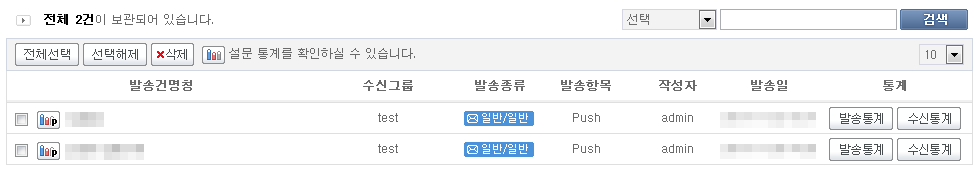 전체 2건이 보관되어 있습니다. 선택 검색
전체선택 선택해제 삭제 설문 통계를 확인하실 수 있습니다. 10
발송건명칭 수신그룹 발송종류 발송항목 작성자 발송일 통계
test 일반/일반 Push admin 발송통계 수신통계
test 일반/일반 Push admin 발송통계 수신통계